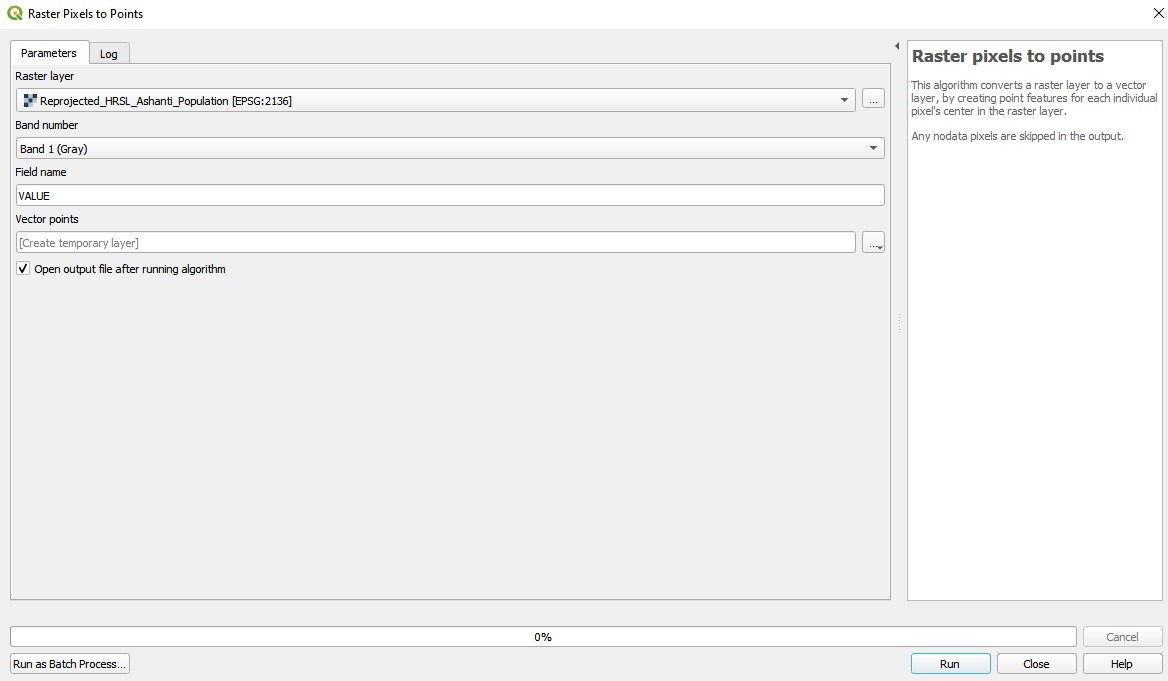 Raster Pixels to Points
Parameters
Log
Raster layer
Reprojected_HRSL_Ashanti_Population [EPSG:2136]
...
Band number
Band 1 (Gray)
Field name
VALUE
Vector points
[Create temporary layer]
...
Open output file after running algorithm
Raster pixels to points
This algorithm converts a raster layer to a vector
layer, by creating point features for each individual
pixel's center in the raster layer.
Any nodata pixels are skipped in the output.
0%
Cancel
Run as Batch Process...
Run
Close
Help